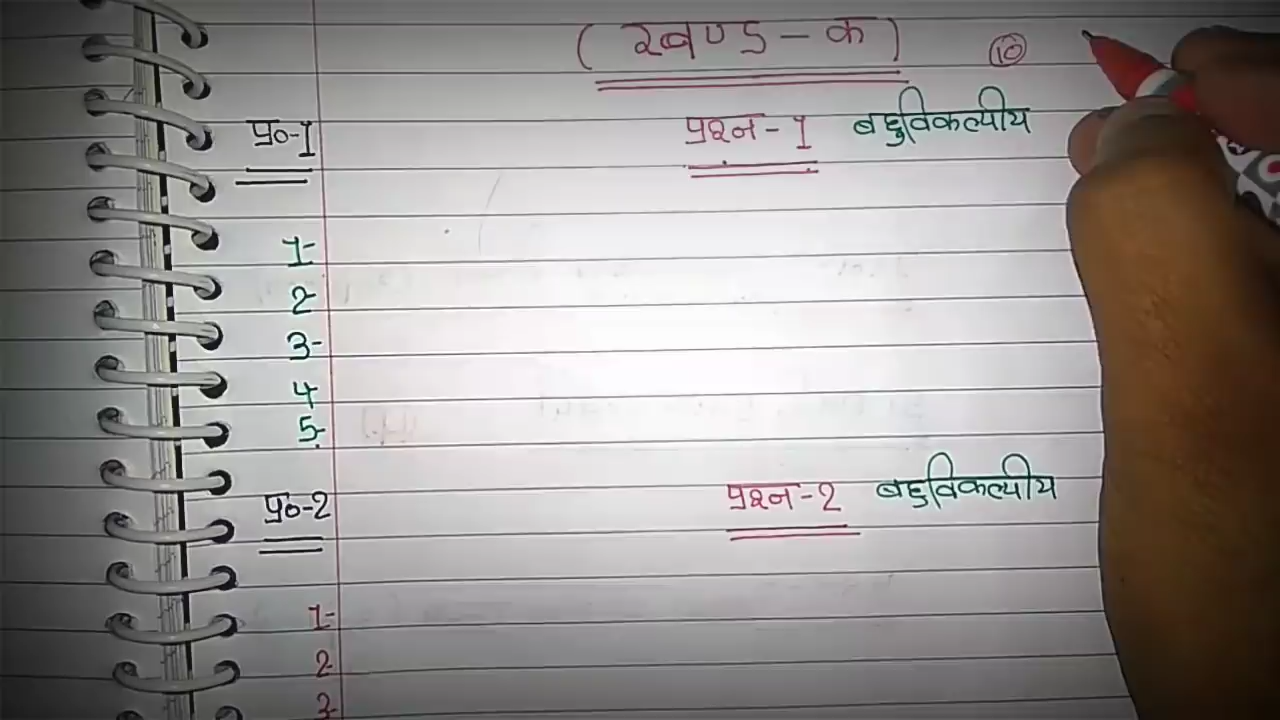 (खण्ड - क) 10
प्र०-1 प्रश्न - 1 बहुविकल्पीय
1-
2-
3-
4
5-
प्र०-2 प्रश्न-2 बहुविकल्पीय
1-
2-
3-